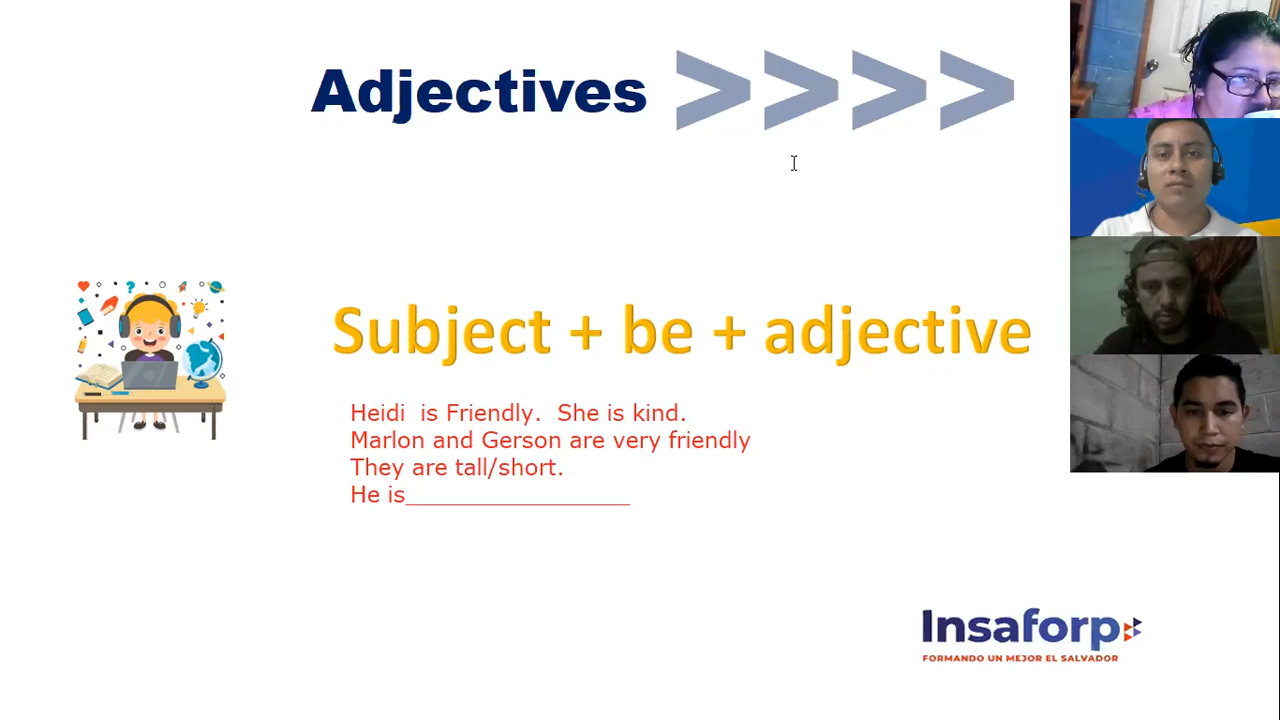 Adjectives >>>>
Subject + be + adjective
Heidi is Friendly. She is kind.
Marlon and Gerson are very friendly
They are tall/short.
He is_________________
Insaforp
FORMANDO UN MEJOR EL SALVADOR